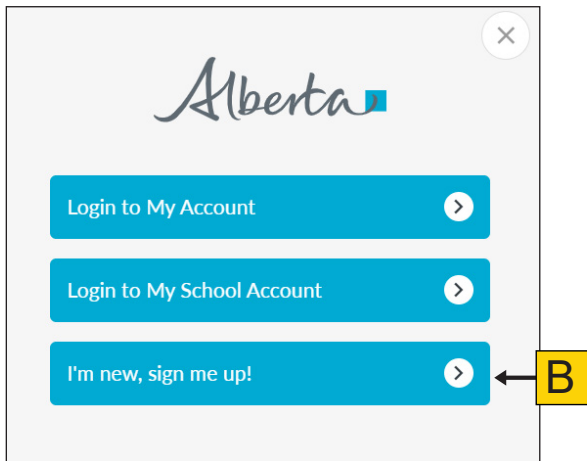 Alberta
Login to My Account
Login to My School Account
I'm new, sign me up!
B